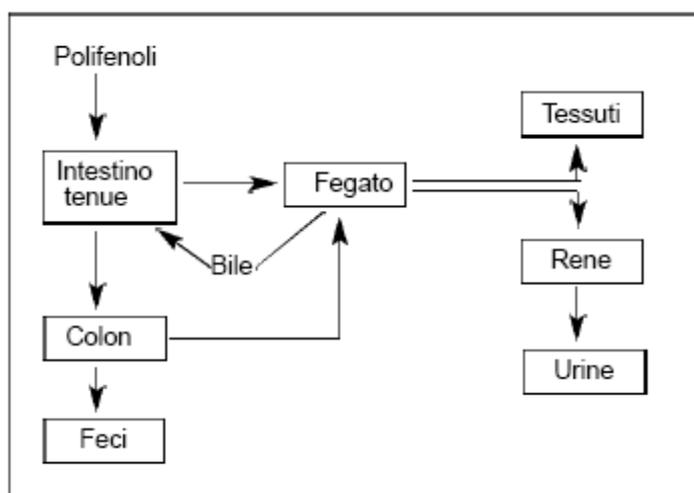 Polifenoli
Tessuti
Intestino
tenue
Fegato
Bile
Rene
Colon
Urine
Feci